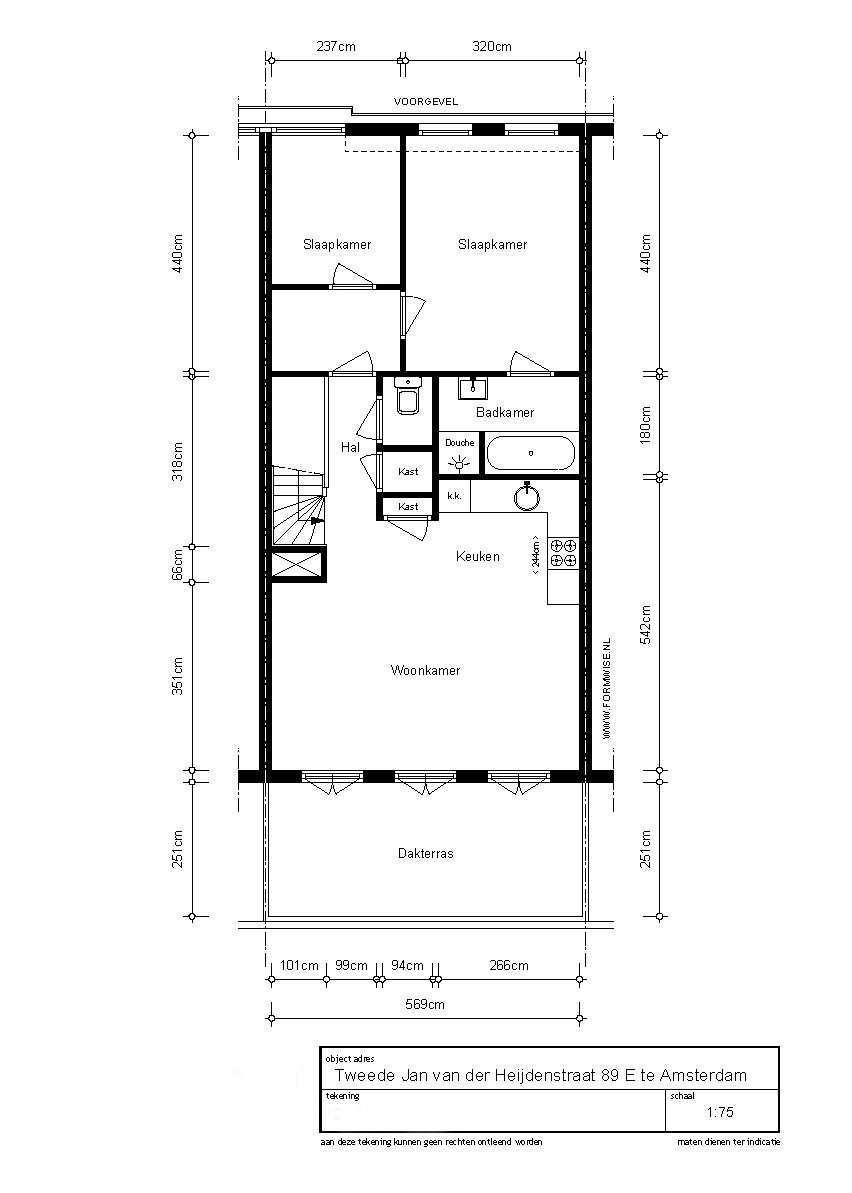 237cm
320cm
VOORGEVEL
440cm
Slaapkamer
Slaapkamer
440cm
318cm
Hal
Badkamer
180cm
Douche
Kast
Kast
k.k.
Keuken
< 244cm >
66cm
542cm
351cm
Woonkamer
WWW.FORMWISE.NL
251cm
Dakterras
251cm
101cm
99cm
94cm
266cm
569cm
object adres
Tweede Jan van der Heijdenstraat 89 E te Amsterdam
tekening
schaal
1:75
aan deze tekening kunnen geen rechten ontleend worden
maten dienen ter indicatie